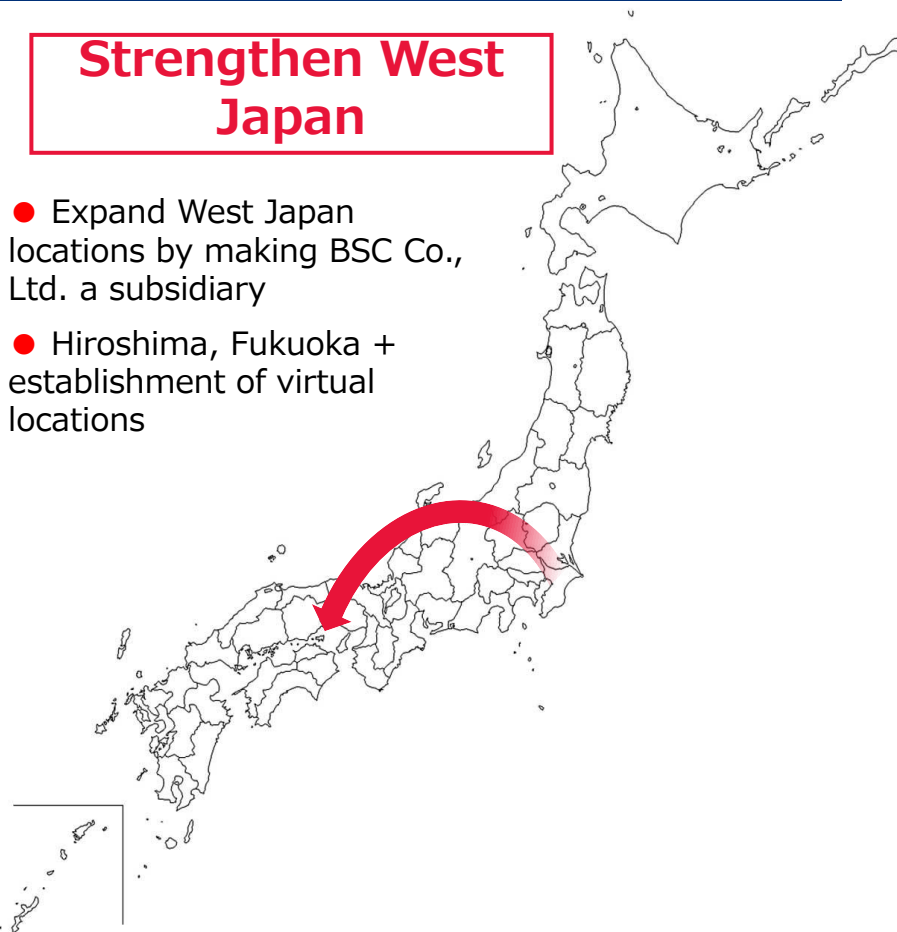 Strengthen West
Japan
● Expand West Japan
locations by making BSC Co.,
Ltd. a subsidiary
● Hiroshima, Fukuoka +
establishment of virtual
locations